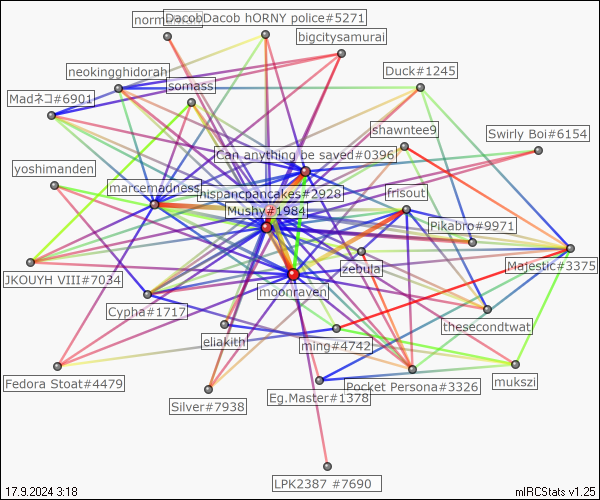 DacobDacob hORNY police#5271
bigcitysamurai
neokingghidorah
somass
Duck#1245
Madネコ#6901
shawntee9
Swirly Boi#6154
Can anything be saved#0396
yoshimanden
marcemadness
hispancpancakes#2928
frisout
Mushy#1984
Pikabro#9971
zebula
Majestic#3375
JKOUYH VIII#7034
moonraven
Cypha#1717
thesecondtwat
eliakith
ming#4742
Fedora Stoat#4479
Pocket Persona#3326
mukszi
Silver#7938
Eg.Master#1378
LPK2387 #7690
17.9.2024 3:18
mIRCStats v1.25